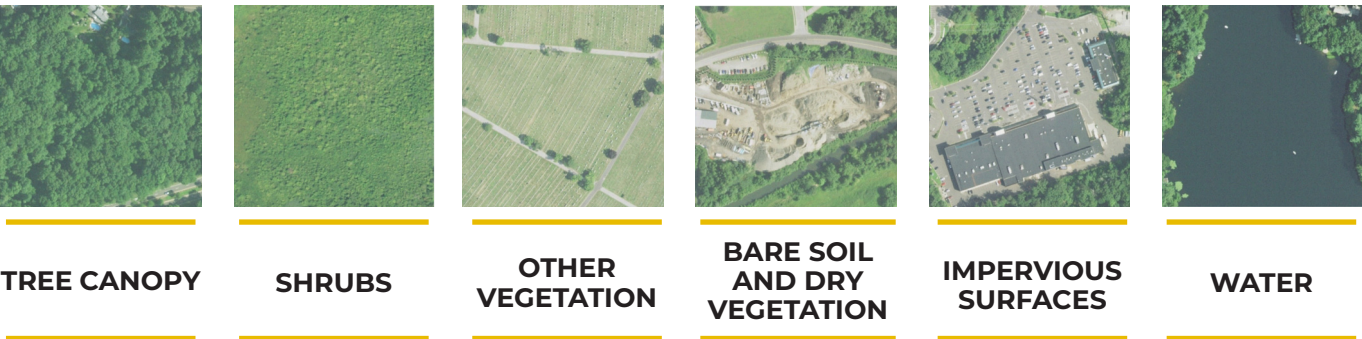 TREE CANOPY
SHRUBS
OTHER
VEGETATION
BARE SOIL
AND DRY
VEGETATION
IMPERVIOUS
SURFACES
WATER